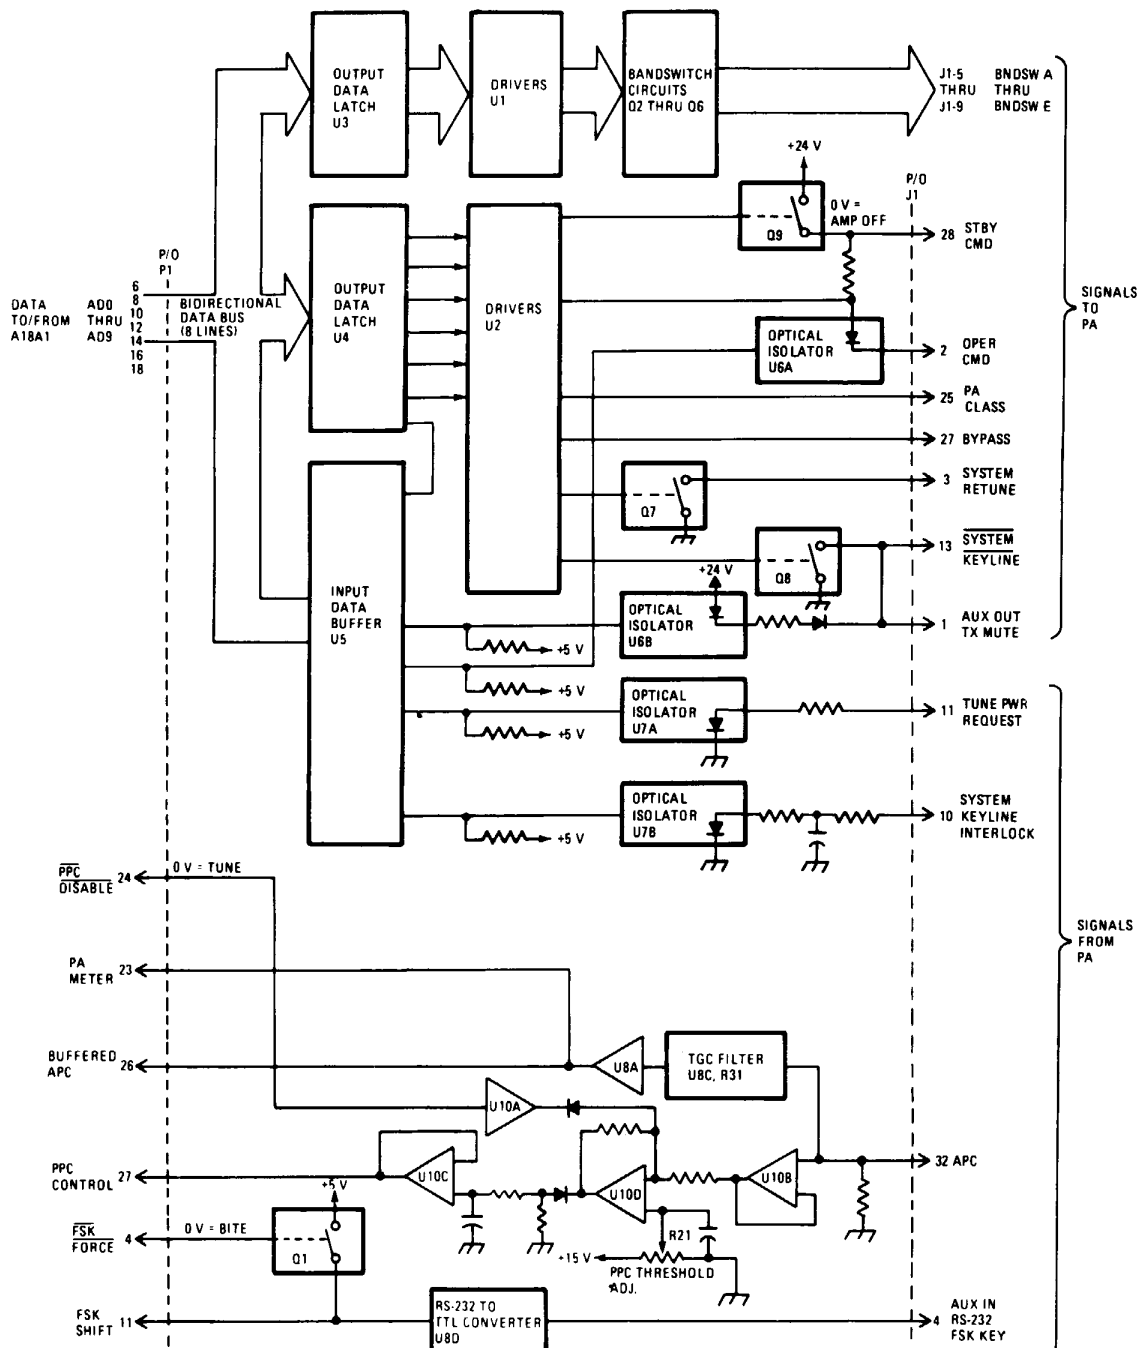 OUTPUT
DATA
LATCH
U3
DRIVERS
U1
BANDSWITCH
CIRCUITS
Q2 THRU Q6
J1-5
THRU
J1-9
BNDSW A
THRU
BNDSW E
+24 V
P/O
J1
0 V =
AMP OFF
Q9
28 STBY
CMD
P/O
P1
DATA
TO/FROM
A18A1
AD0
THRU
AD9
6
8
10
12
14
16
18
BIDIRECTIONAL
DATA BUS
(8 LINES)
OUTPUT
DATA
LATCH
U4
DRIVERS
U2
OPTICAL
ISOLATOR
U6A
2 OPER
CMD
25 PA
CLASS
27 BYPASS
3 SYSTEM
RETUNE
Q7
13 SYSTEM
KEYLINE
Q8
+24 V
SIGNALS
TO
PA
INPUT
DATA
BUFFER
U5
OPTICAL
ISOLATOR
U6B
1 AUX OUT
TX MUTE
+5 V
+5 V
OPTICAL
ISOLATOR
U7A
11 TUNE PWR
REQUEST
+5 V
OPTICAL
ISOLATOR
U7B
10 SYSTEM
KEYLINE
INTERLOCK
+5 V
PPC
DISABLE 24
0 V = TUNE
SIGNALS
FROM
PA
PA
METER 23
BUFFERED
APC 26
U8A
TGC FILTER
U8C, R31
U10A
PPC
CONTROL 27
U10C
U10D
U10B
32 APC
+5 V
FSK
FORCE 4
0 V = BITE
Q1
R21
+15 V
PPC THRESHOLD
ADJ.
FSK
SHIFT 11
RS-232 TO
TTL CONVERTER
U8D
4 AUX IN
RS-232
FSK KEY